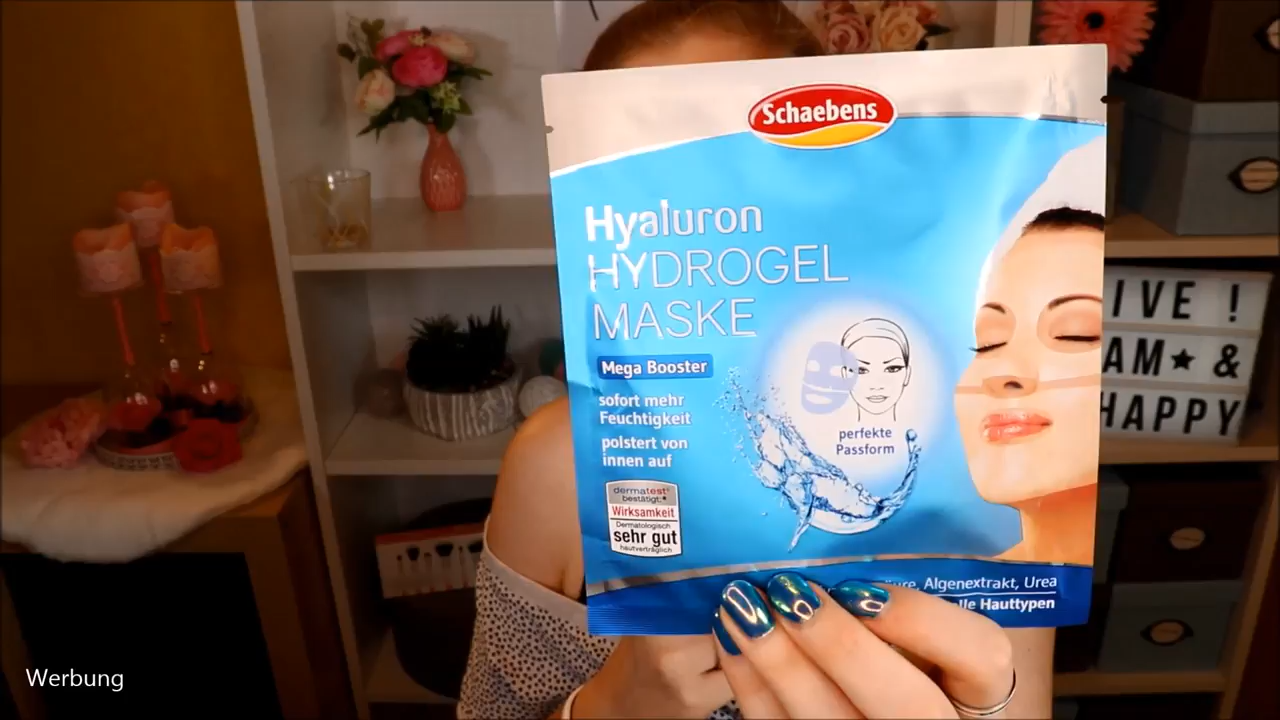 Schaebens
Hyaluron
HYDROGEL
MASKE
Mega Booster
sofort mehr
Feuchtigkeit
polstert von
innen auf
perfekte
Passform
dermatest
bestätigt:
Wirksamkeit
Dermatologisch
sehr gut
hautverträglich
Algenextrakt, Urea
Hauttypen
IVE !
AM ★ &
HAPPY
Werbung